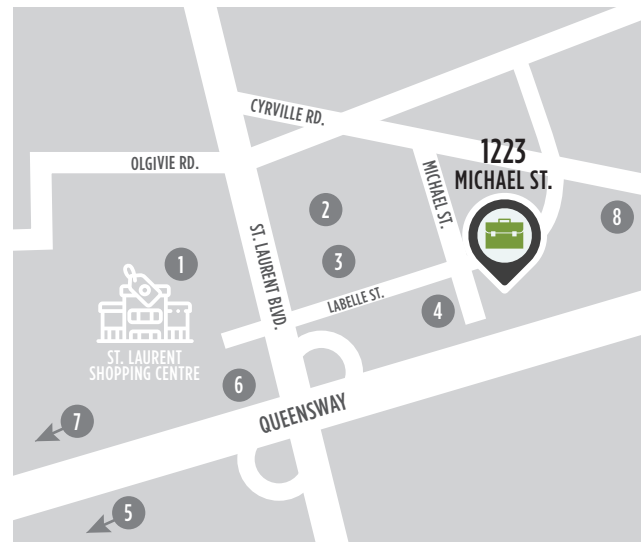 CYRVILLE RD.
1223
MICHAEL ST.
OLGIVIE RD.
MICHAEL ST.
2
8
1
ST. LAURENT BLVD.
3
LABELLE ST.
4
ST. LAURENT
SHOPPING CENTRE
6
QUEENSWAY
7
5